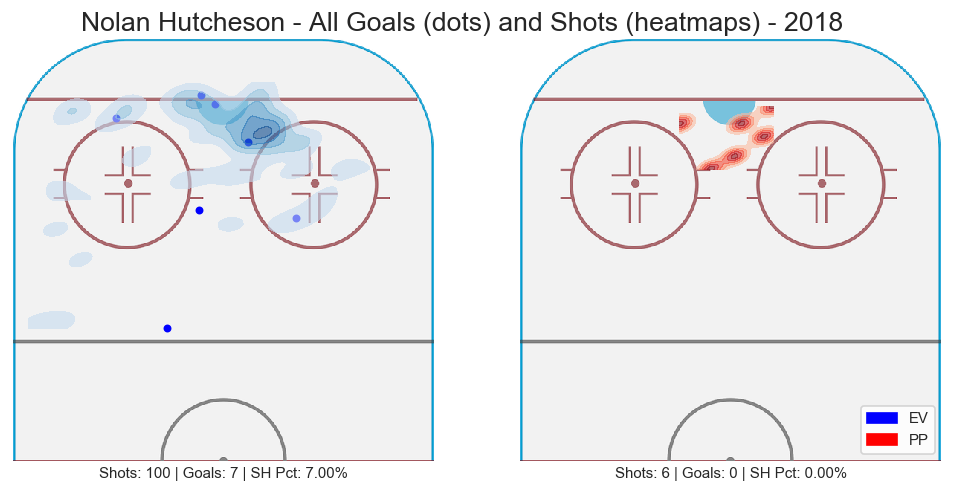 Nolan Hutcheson - All Goals (dots) and Shots (heatmaps) - 2018
EV
PP
Shots: 100 | Goals: 7 | SH Pct: 7.00%
Shots: 6 | Goals: 0 | SH Pct: 0.00%